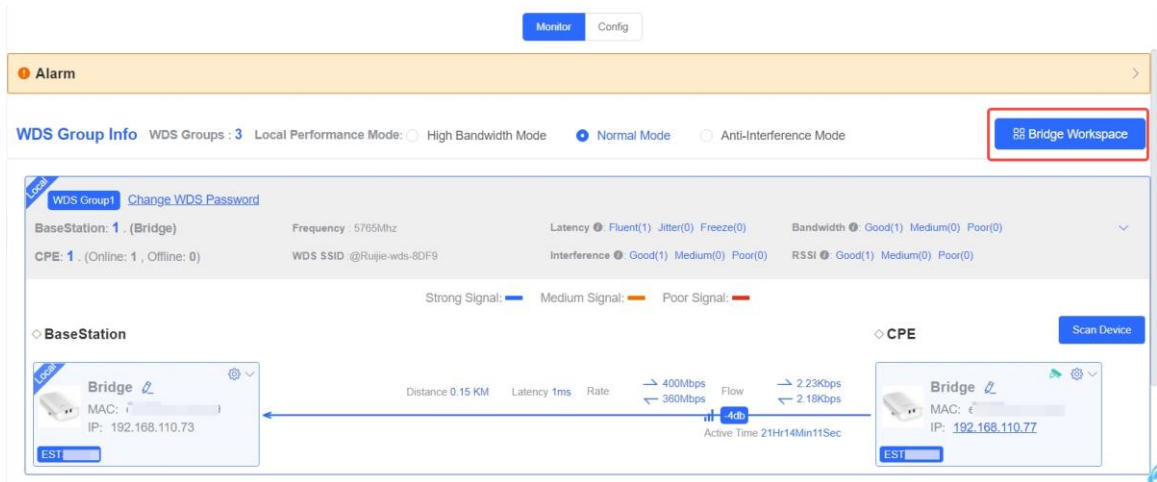 Monitor Config
Alarm
WDS Group Info WDS Groups : 3 Local Performance Mode: High Bandwidth Mode Normal Mode Anti-Interference Mode Bridge Workspace
Local
WDS Group1 Change WDS Password
BaseStation: 1 . (Bridge) Frequency : 5765Mhz Latency : Fluent(1) Jitter(0) Freeze(0) Bandwidth : Good(1) Medium(0) Poor(0)
CPE: 1 . (Online: 1 , Offline: 0) WDS SSID :@Ruijie-wds-8DF9 Interference : Good(1) Medium(0) Poor(0) RSSI : Good(1) Medium(0) Poor(0)
Strong Signal: Medium Signal: Poor Signal:
BaseStation CPE Scan Device
Local
Bridge
MAC:
IP: 192.168.110.73
EST
Distance 0.15 KM Latency 1ms Rate 400Mbps 360Mbps Flow 2.23Kbps 2.18Kbps
-4db
Active Time 21Hr14Min11Sec
Bridge
MAC:
IP: 192.168.110.77
EST